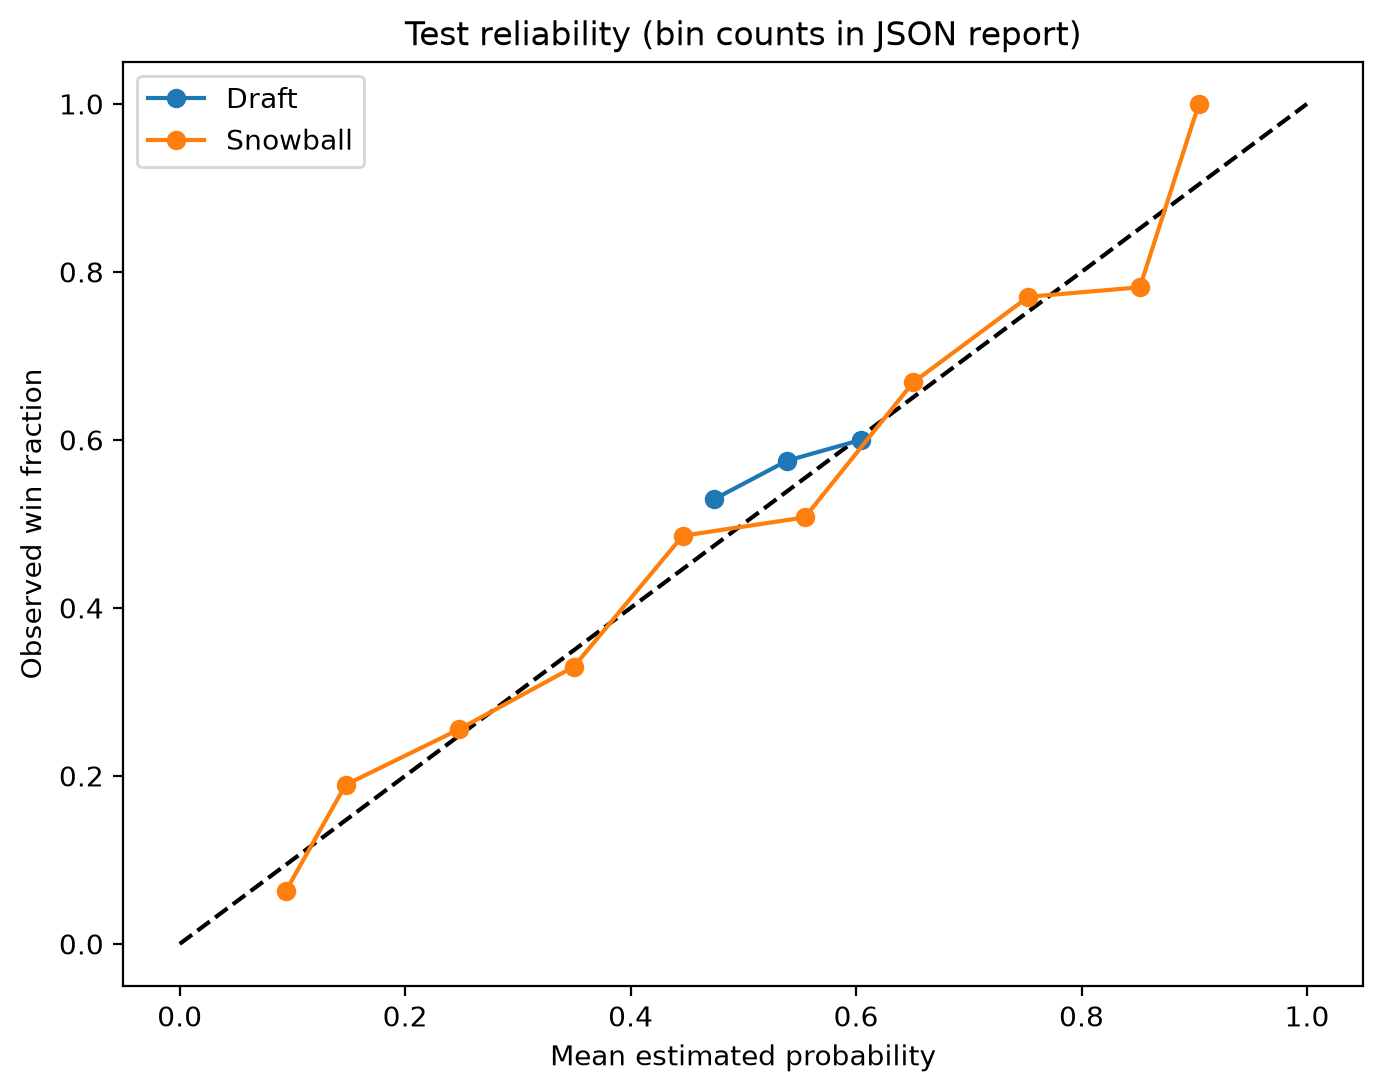 Test reliability (bin counts in JSON report)
Draft
Snowball
1.0
0.8
0.6
0.4
0.2
0.0
Observed win fraction
0.0 0.2 0.4 0.6 0.8 1.0
Mean estimated probability